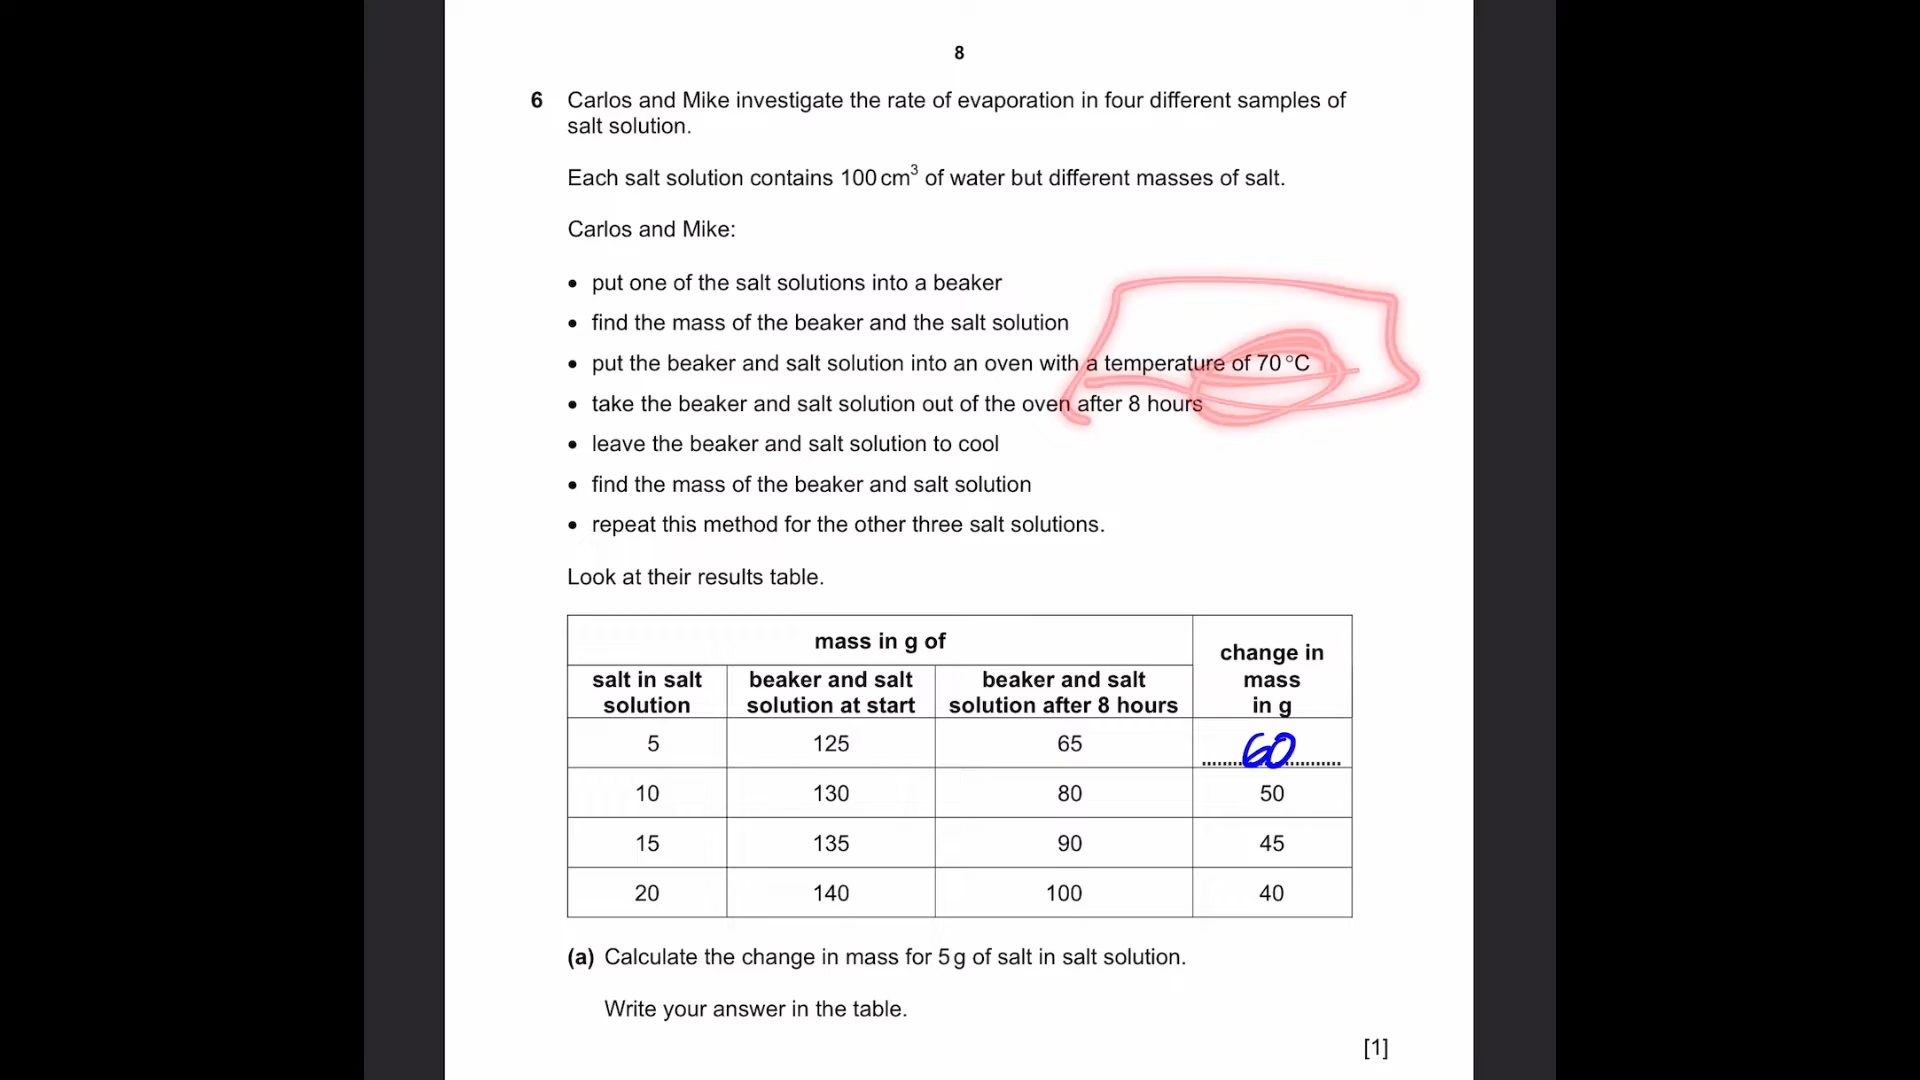 8
6 Carlos and Mike investigate the rate of evaporation in four different samples of
salt solution.
Each salt solution contains 100 cm³ of water but different masses of salt.
Carlos and Mike:
• put one of the salt solutions into a beaker
• find the mass of the beaker and the salt solution
• put the beaker and salt solution into an oven with a temperature of 70 °C
• take the beaker and salt solution out of the oven after 8 hours
• leave the beaker and salt solution to cool
• find the mass of the beaker and salt solution
• repeat this method for the other three salt solutions.
Look at their results table.
mass in g of
change in
mass
in g
salt in salt
solution
beaker and salt
solution at start
beaker and salt
solution after 8 hours
5 125 65 60
10 130 80 50
15 135 90 45
20 140 100 40
(a) Calculate the change in mass for 5 g of salt in salt solution.
Write your answer in the table.
[1]